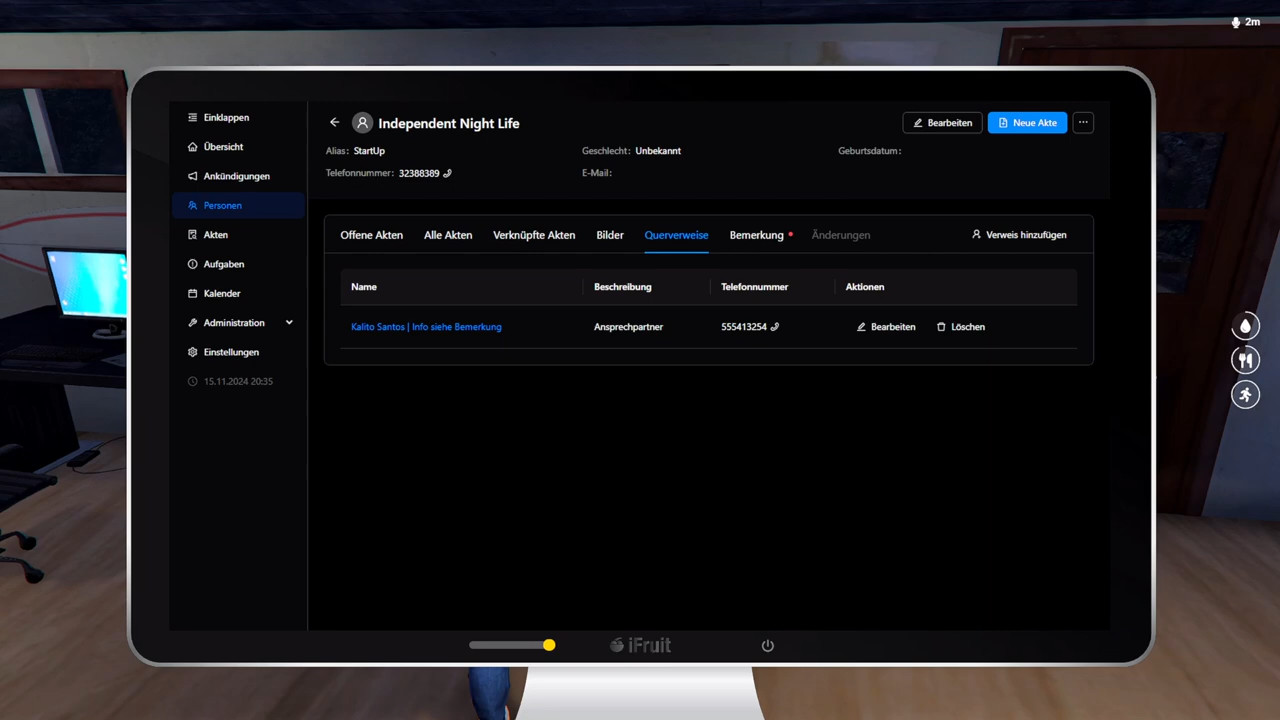 2m
Einklappen
Übersicht
Ankündigungen
Personen
Akten
Aufgaben
Kalender
Administration
Einstellungen
15.11.2024 20:35
Independent Night Life
Bearbeiten
Neue Akte
Alias: StartUp
Geschlecht: Unbekannt
Geburtsdatum:
Telefonnummer: 32388389
E-Mail:
Offene Akten
Alle Akten
Verknüpfte Akten
Bilder
Querverweise
Bemerkung
Änderungen
Verweis hinzufügen
Name
Beschreibung
Telefonnummer
Aktionen
Kalito Santos | Info siehe Bemerkung
Ansprechpartner
555413254
Bearbeiten
Löschen
iFruit